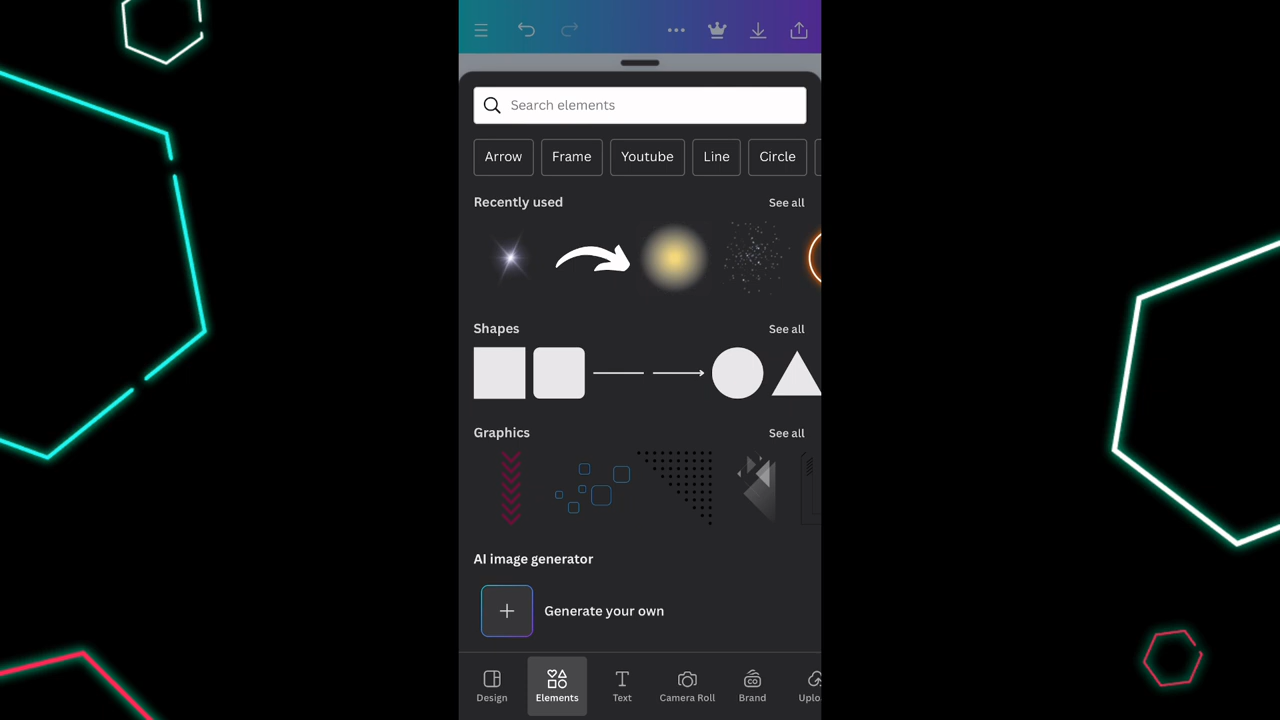 Search elements
Arrow Frame Youtube Line Circle
Recently used See all
Shapes See all
Graphics See all
AI image generator
Generate your own
Design Elements Text Camera Roll Brand